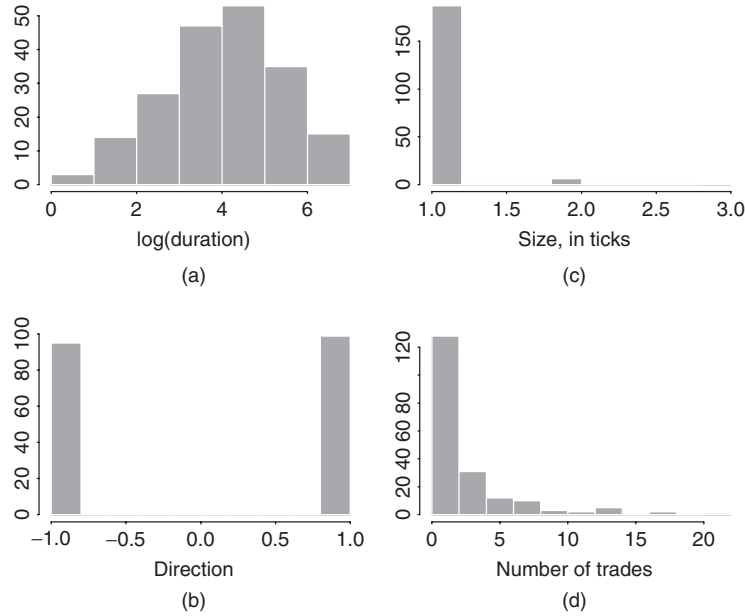 0 10 20 30 40 50
0 2 4 6
log(duration)
(a)
0 50 100 150
1.0 1.5 2.0 2.5 3.0
Size, in ticks
(c)
0 20 40 60 80 100
−1.0 −0.5 0.0 0.5 1.0
Direction
(b)
0 20 40 60 80 120
0 5 10 15 20
Number of trades
(d)